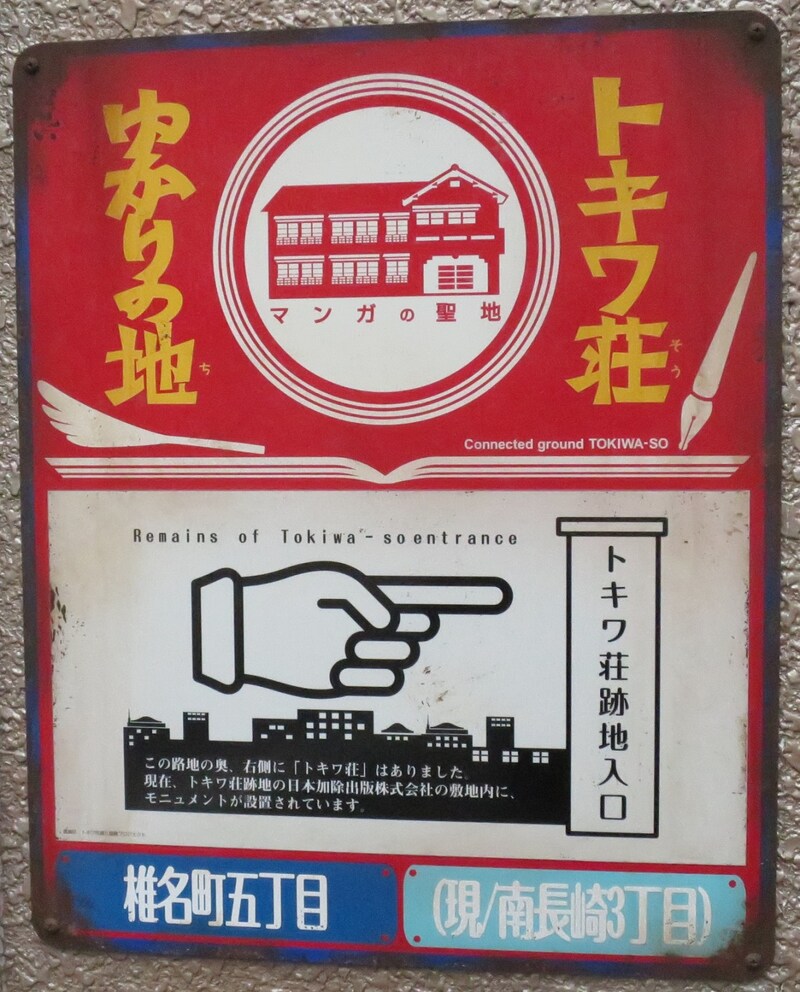 トキワ荘
そう
ゆかりの地
ち
マンガの聖地
Connected ground TOKIWA-SO
Remains of Tokiwa-so entrance
トキワ荘跡地入口
この路地の奥、右側に「トキワ荘」はありました。
現在、トキワ荘跡地の日本加除出版株式会社の敷地内に、
モニュメントが設置されています。
椎名町五丁目
(現/南長崎3丁目)